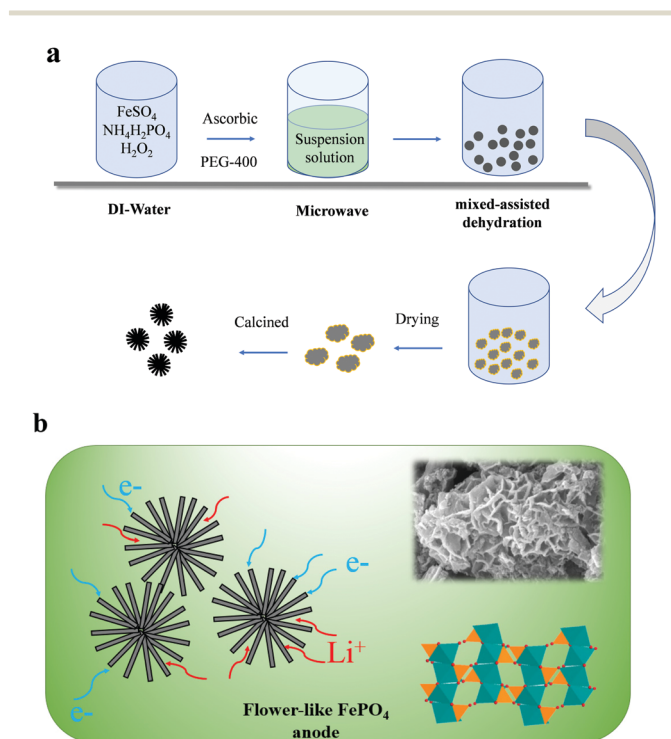 a
FeSO₄
NH₄H₂PO₄
H₂O₂
Ascorbic
PEG-400
Suspension
solution
DI-Water
Microwave
mixed-assisted
dehydration
Calcined
Drying
b
e-
e-
Li⁺
e-
Flower-like FePO₄
anode